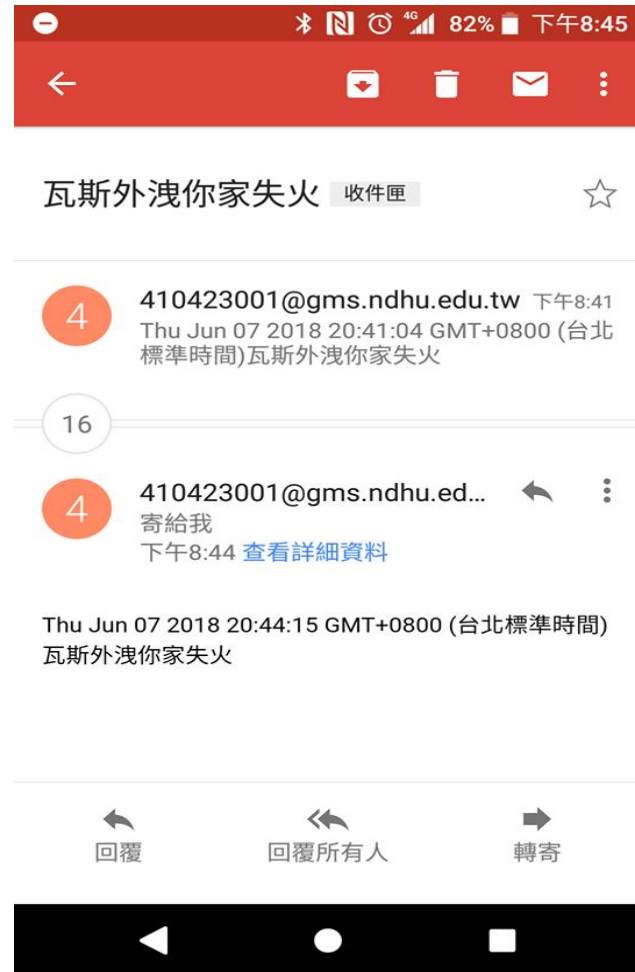 4G 82% 下午8:45
瓦斯外洩你家失火 收件匣
4 410423001@gms.ndhu.edu.tw 下午8:41
Thu Jun 07 2018 20:41:04 GMT+0800 (台北
標準時間)瓦斯外洩你家失火
16
4 410423001@gms.ndhu.ed...
寄給我
下午8:44 查看詳細資料
Thu Jun 07 2018 20:44:15 GMT+0800 (台北標準時間)
瓦斯外洩你家失火
回覆 回覆所有人 轉寄